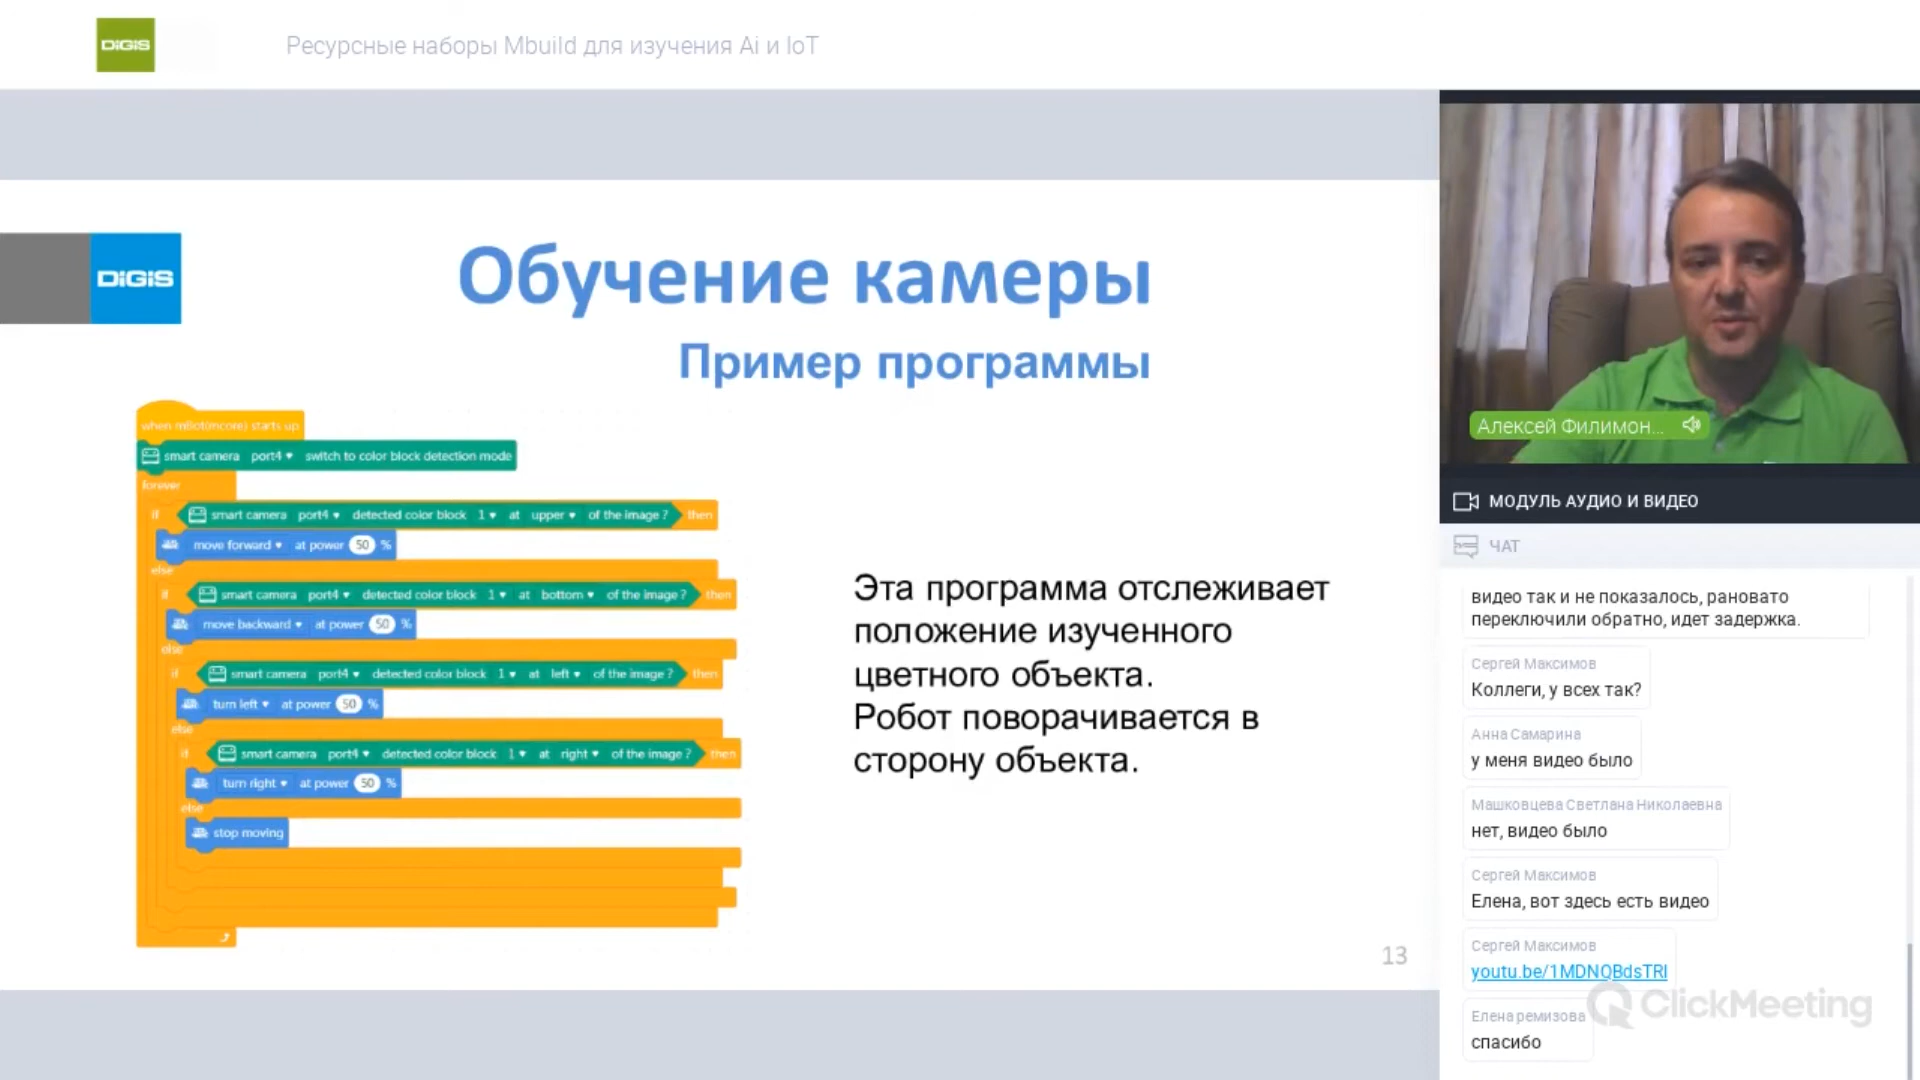 DiGiS
Ресурсные наборы Mbuild для изучения Ai и IoT
DiGiS
Обучение камеры
Пример программы
when mBot(mcore) starts up
smart camera port4 switch to color block detection mode
forever
if smart camera port4 detected color block 1 at upper of the image ? then
move forward at power 50 %
else
if smart camera port4 detected color block 1 at bottom of the image ? then
move backward at power 50 %
else
if smart camera port4 detected color block 1 at left of the image ? then
turn left at power 50 %
else
if smart camera port4 detected color block 1 at right of the image ? then
turn right at power 50 %
else
stop moving
Эта программа отслеживает
положение изученного
цветного объекта.
Робот поворачивается в
сторону объекта.
13
Алексей Филимон...
МОДУЛЬ АУДИО И ВИДЕО
ЧАТ
видео так и не показалось, рановато
переключили обратно, идет задержка.
Сергей Максимов
Коллеги, у всех так?
Анна Самарина
у меня видео было
Машковцева Светлана Николаевна
нет, видео было
Сергей Максимов
Елена, вот здесь есть видео
Сергей Максимов
youtu.be/1MDNQBdsTRI
Елена ремизова
спасибо
ClickMeeting